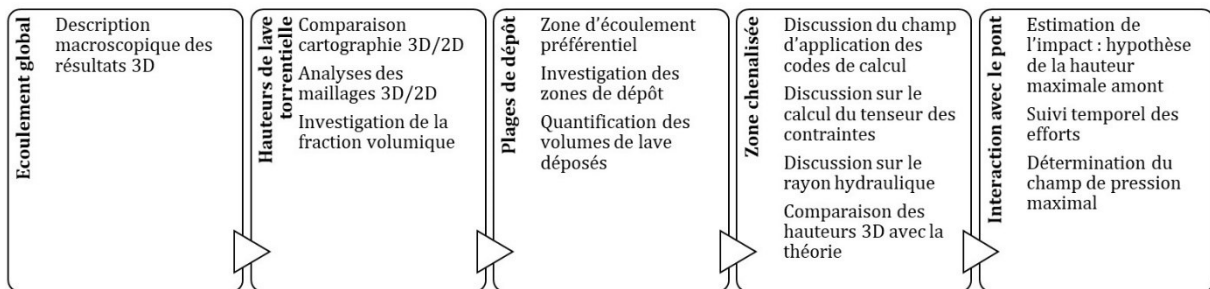 Ecoulement global
Description
macroscopique des
résultats 3D
Hauteurs de lave
torrentielle
Comparaison
cartographie 3D/2D
Analyses des
maillages 3D/2D
Investigation de la
fraction volumique
Plages de dépôt
Zone d'écoulement
préférentiel
Investigation des
zones de dépôt
Quantification des
volumes de lave
déposés
Zone chenalisée
Discussion du champ
d'application des
codes de calcul
Discussion sur le
calcul du tenseur des
contraintes
Discussion sur le
rayon hydraulique
Comparaison des
hauteurs 3D avec la
théorie
Interaction avec le pont
Estimation de
l'impact : hypothèse
de la hauteur
maximale amont
Suivi temporel des
efforts
Détermination du
champ de pression
maximal